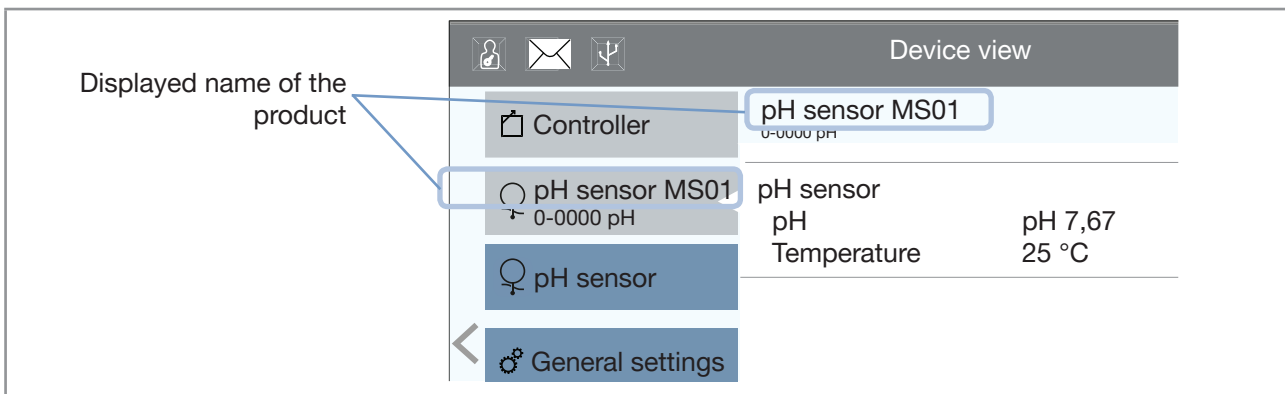 Device view
Displayed name of the
product
Controller
pH sensor MS01
0-0000 pH
pH sensor
General settings
pH sensor MS01
0-0000 pH
pH sensor
pH pH 7,67
Temperature 25 °C